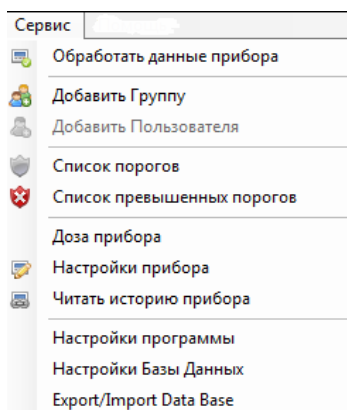 Сервис
Обработать данные прибора
Добавить Группу
Добавить Пользователя
Список порогов
Список превышенных порогов
Доза прибора
Настройки прибора
Читать историю прибора
Настройки программы
Настройки Базы Данных
Export/Import Data Base